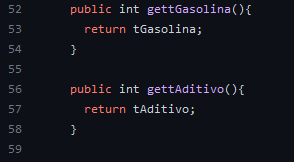 52 public int gettGasolina(){
53 return tGasolina;
54 }
55
56 public int gettAditivo(){
57 return tAditivo;
58 }
59